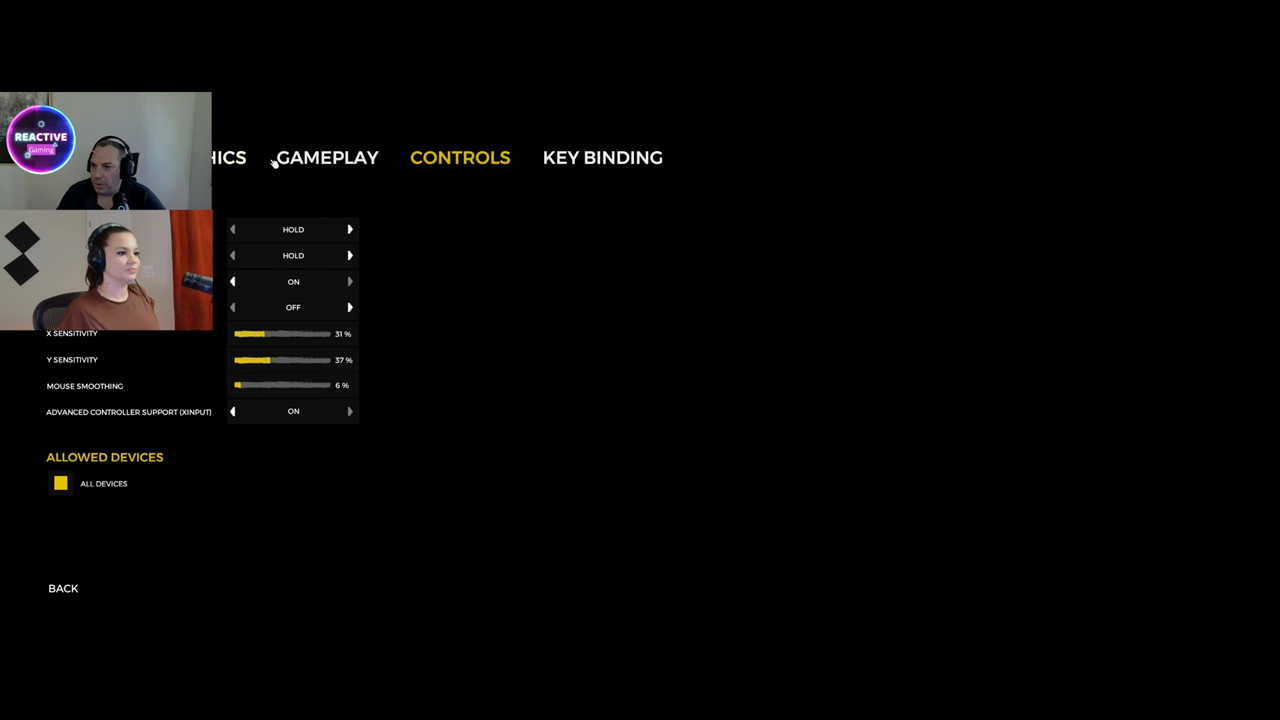 REACTIVE
Gaming
HICS GAMEPLAY CONTROLS KEY BINDING
HOLD
HOLD
ON
OFF
X SENSITIVITY 31 %
Y SENSITIVITY 37 %
MOUSE SMOOTHING 6 %
ADVANCED CONTROLLER SUPPORT (XINPUT) ON
ALLOWED DEVICES
ALL DEVICES
BACK